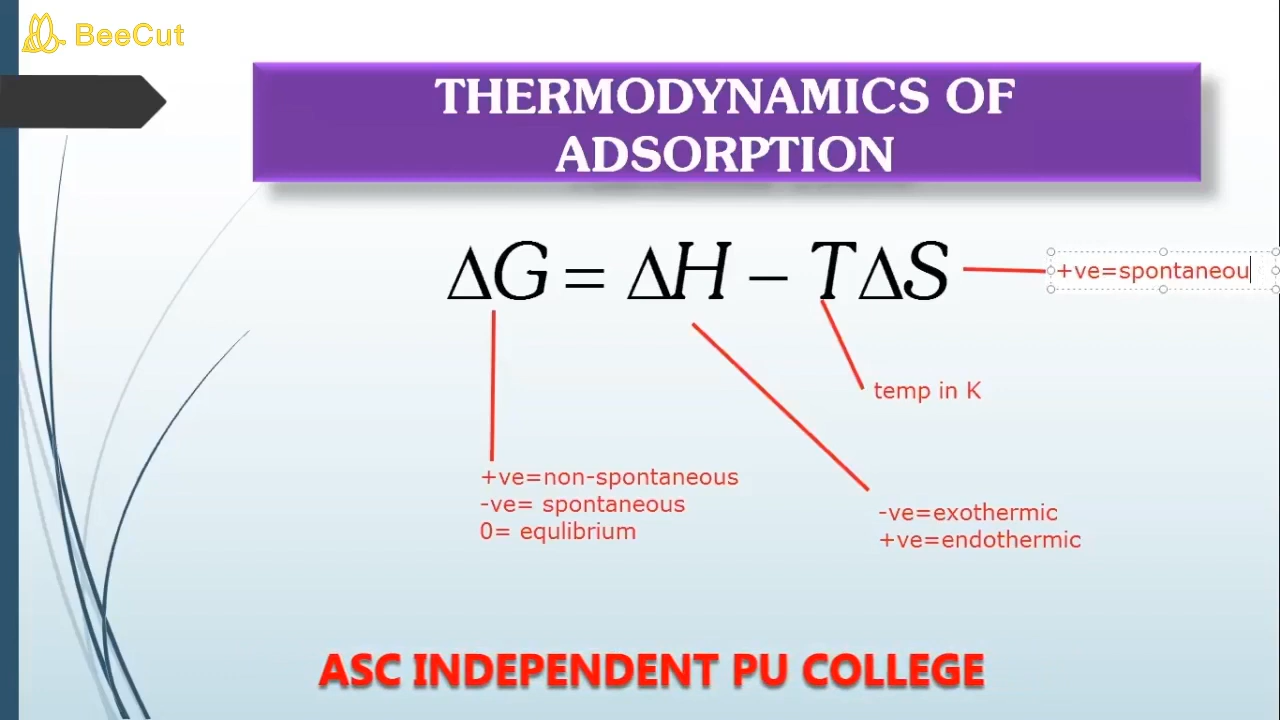 BeeCut
THERMODYNAMICS OF
ADSORPTION
ΔG = ΔH – TΔS
+ve=spontaneou
temp in K
+ve=non-spontaneous
-ve= spontaneous
0= equlibrium
-ve=exothermic
+ve=endothermic
ASC INDEPENDENT PU COLLEGE